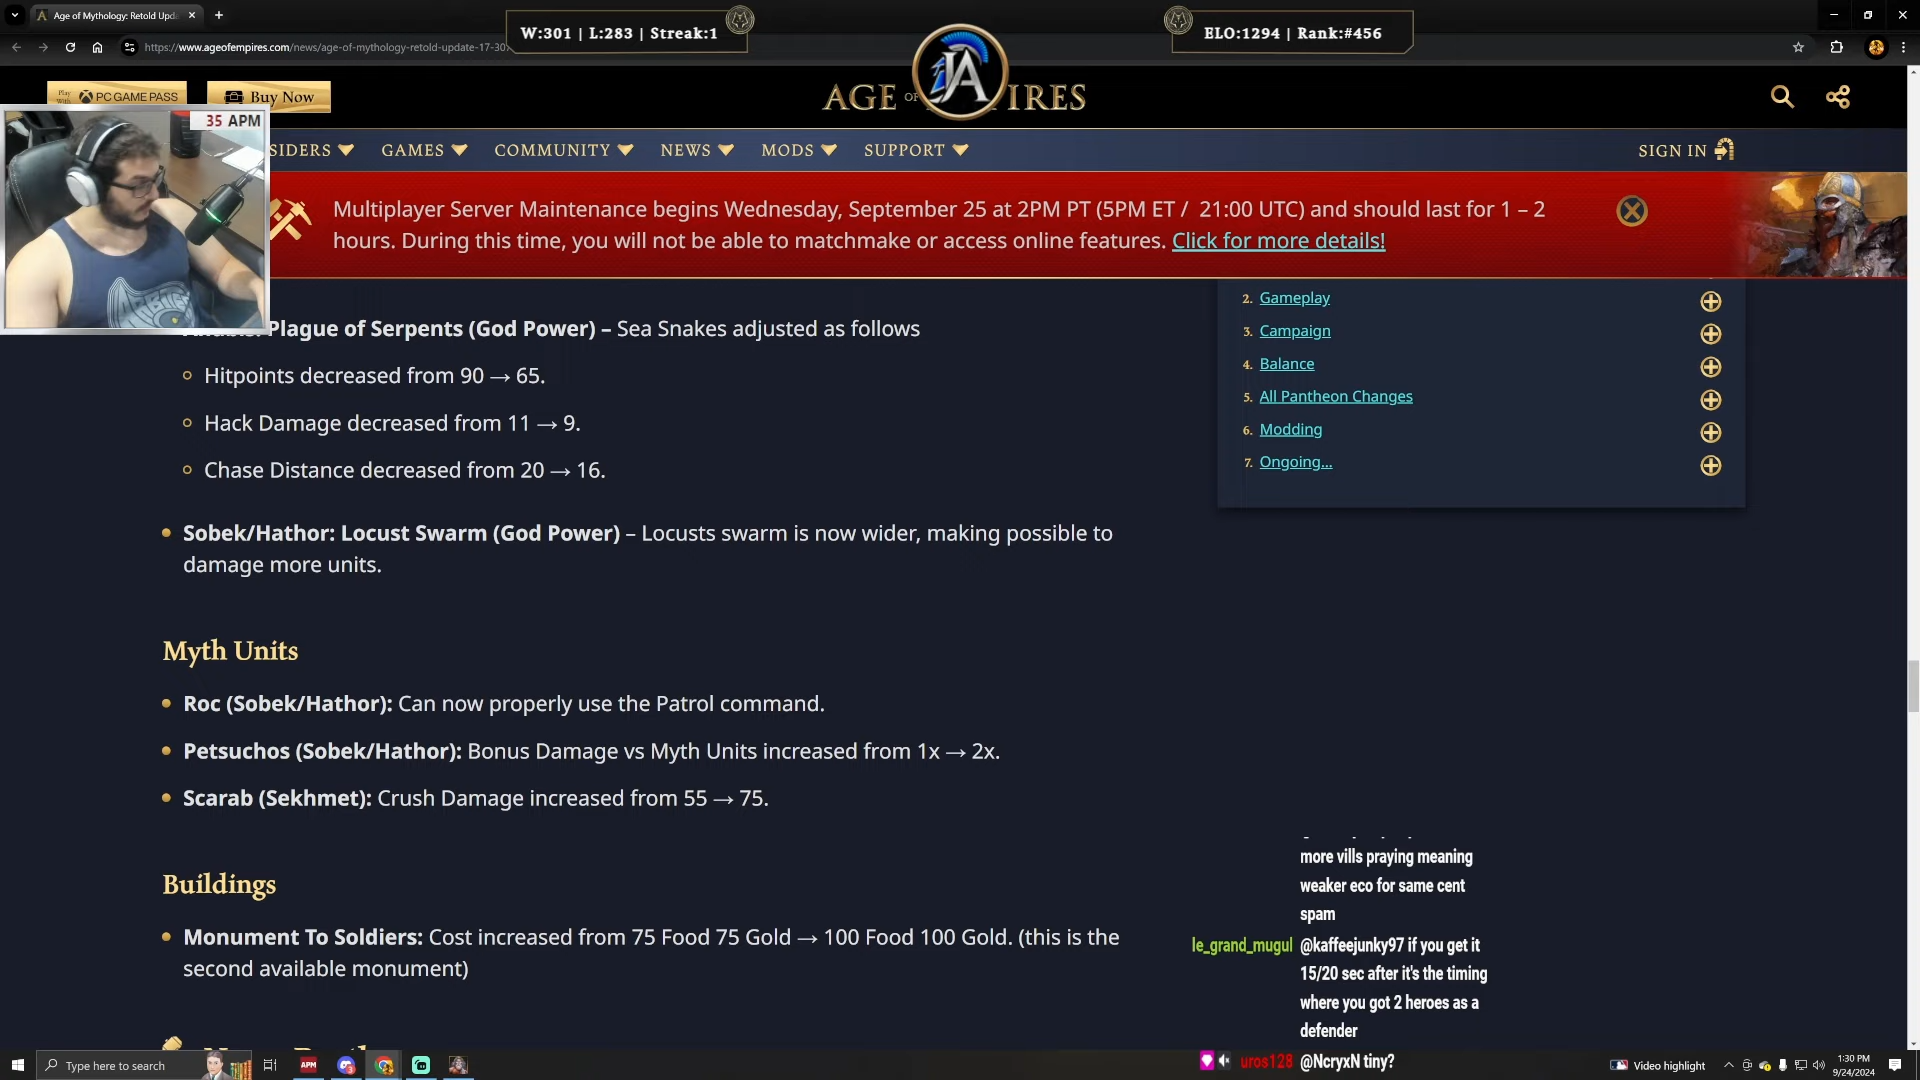 Age of Mythology: Retold Upd
https://www.ageofempires.com/news/age-of-mythology-retold-update-17-30
W:301 | L:283 | Streak:1
ELO:1294 | Rank:#456
Play With
PC GAME PASS
Buy Now
AGE OF
IRES
35 APM
SIDERS
GAMES
COMMUNITY
NEWS
MODS
SUPPORT
SIGN IN
Multiplayer Server Maintenance begins Wednesday, September 25 at 2PM PT (5PM ET / 21:00 UTC) and should last for 1 – 2
hours. During this time, you will not be able to matchmake or access online features. Click for more details!
2. Gameplay
3. Campaign
4. Balance
5. All Pantheon Changes
6. Modding
7. Ongoing...
Plague of Serpents (God Power) – Sea Snakes adjusted as follows
Hitpoints decreased from 90 → 65.
Hack Damage decreased from 11 → 9.
Chase Distance decreased from 20 → 16.
Sobek/Hathor: Locust Swarm (God Power) – Locusts swarm is now wider, making possible to
damage more units.
Myth Units
Roc (Sobek/Hathor): Can now properly use the Patrol command.
Petsuchos (Sobek/Hathor): Bonus Damage vs Myth Units increased from 1x → 2x.
Scarab (Sekhmet): Crush Damage increased from 55 → 75.
Buildings
Monument To Soldiers: Cost increased from 75 Food 75 Gold → 100 Food 100 Gold. (this is the
second available monument)
more vills praying meaning
weaker eco for same cent
spam
le_grand_mugul @kaffeejunky97 if you get it
15/20 sec after it's the timing
where you got 2 heroes as a
defender
uros128 @NcryxN tiny?
Type here to search
APM
Video highlight
1:30 PM
9/24/2024